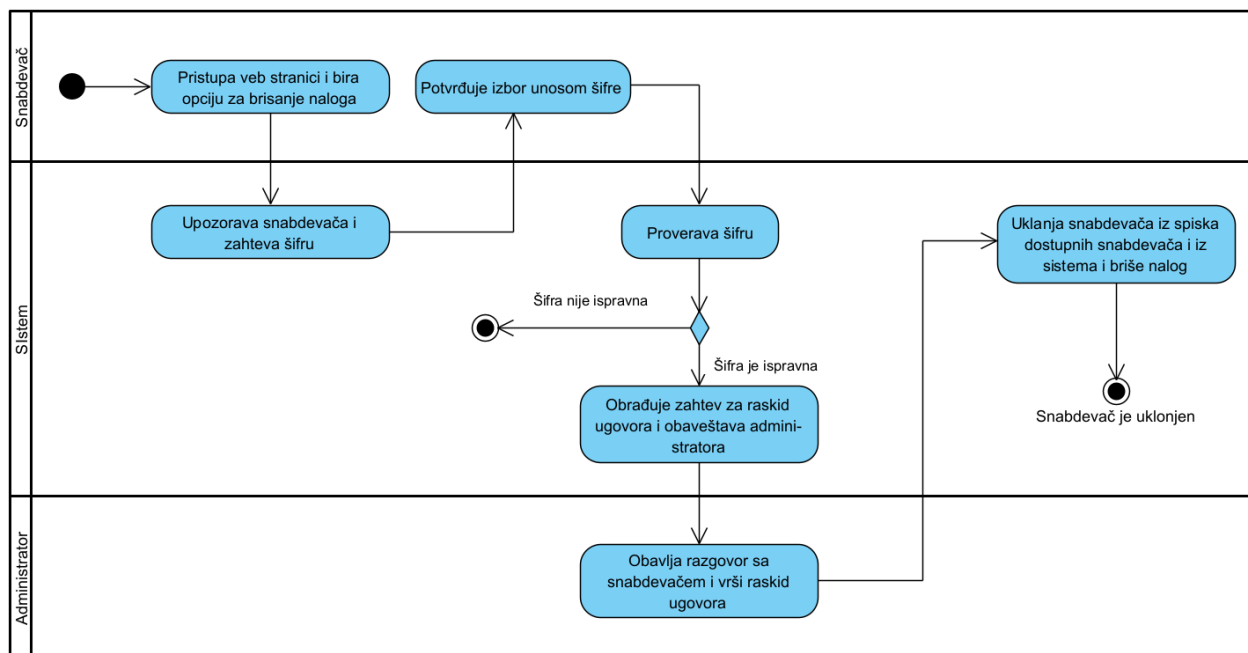 Snabdevač
Pristupa veb stranici i bira
opciju za brisanje naloga
Potvrđuje izbor unosom šifre
SIstem
Upozorava snabdevača i
zahteva šifru
Proverava šifru
Uklanja snabdevača iz spiska
dostupnih snabdevača i iz
sistema i briše nalog
Šifra nije ispravna
Šifra je ispravna
Obrađuje zahtev za raskid
ugovora i obaveštava admini-
stratora
Snabdevač je uklonjen
Administrator
Obavlja razgovor sa
snabdevačem i vrši raskid
ugovora